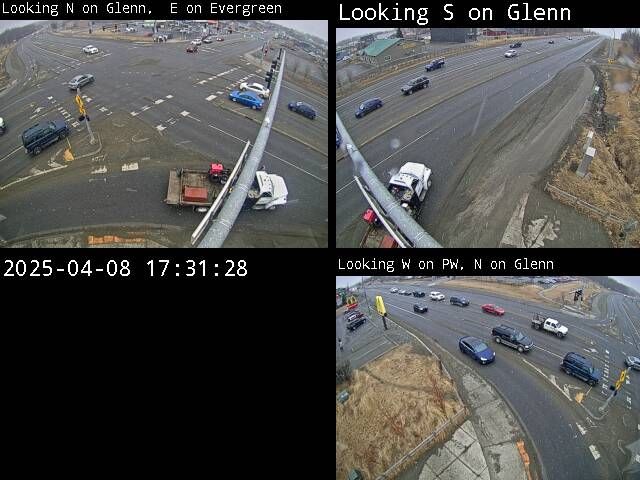 Looking N on Glenn,  E on Evergreen
Looking S on Glenn
2025-04-08 17:31:28
Looking W on PW, N on Glenn